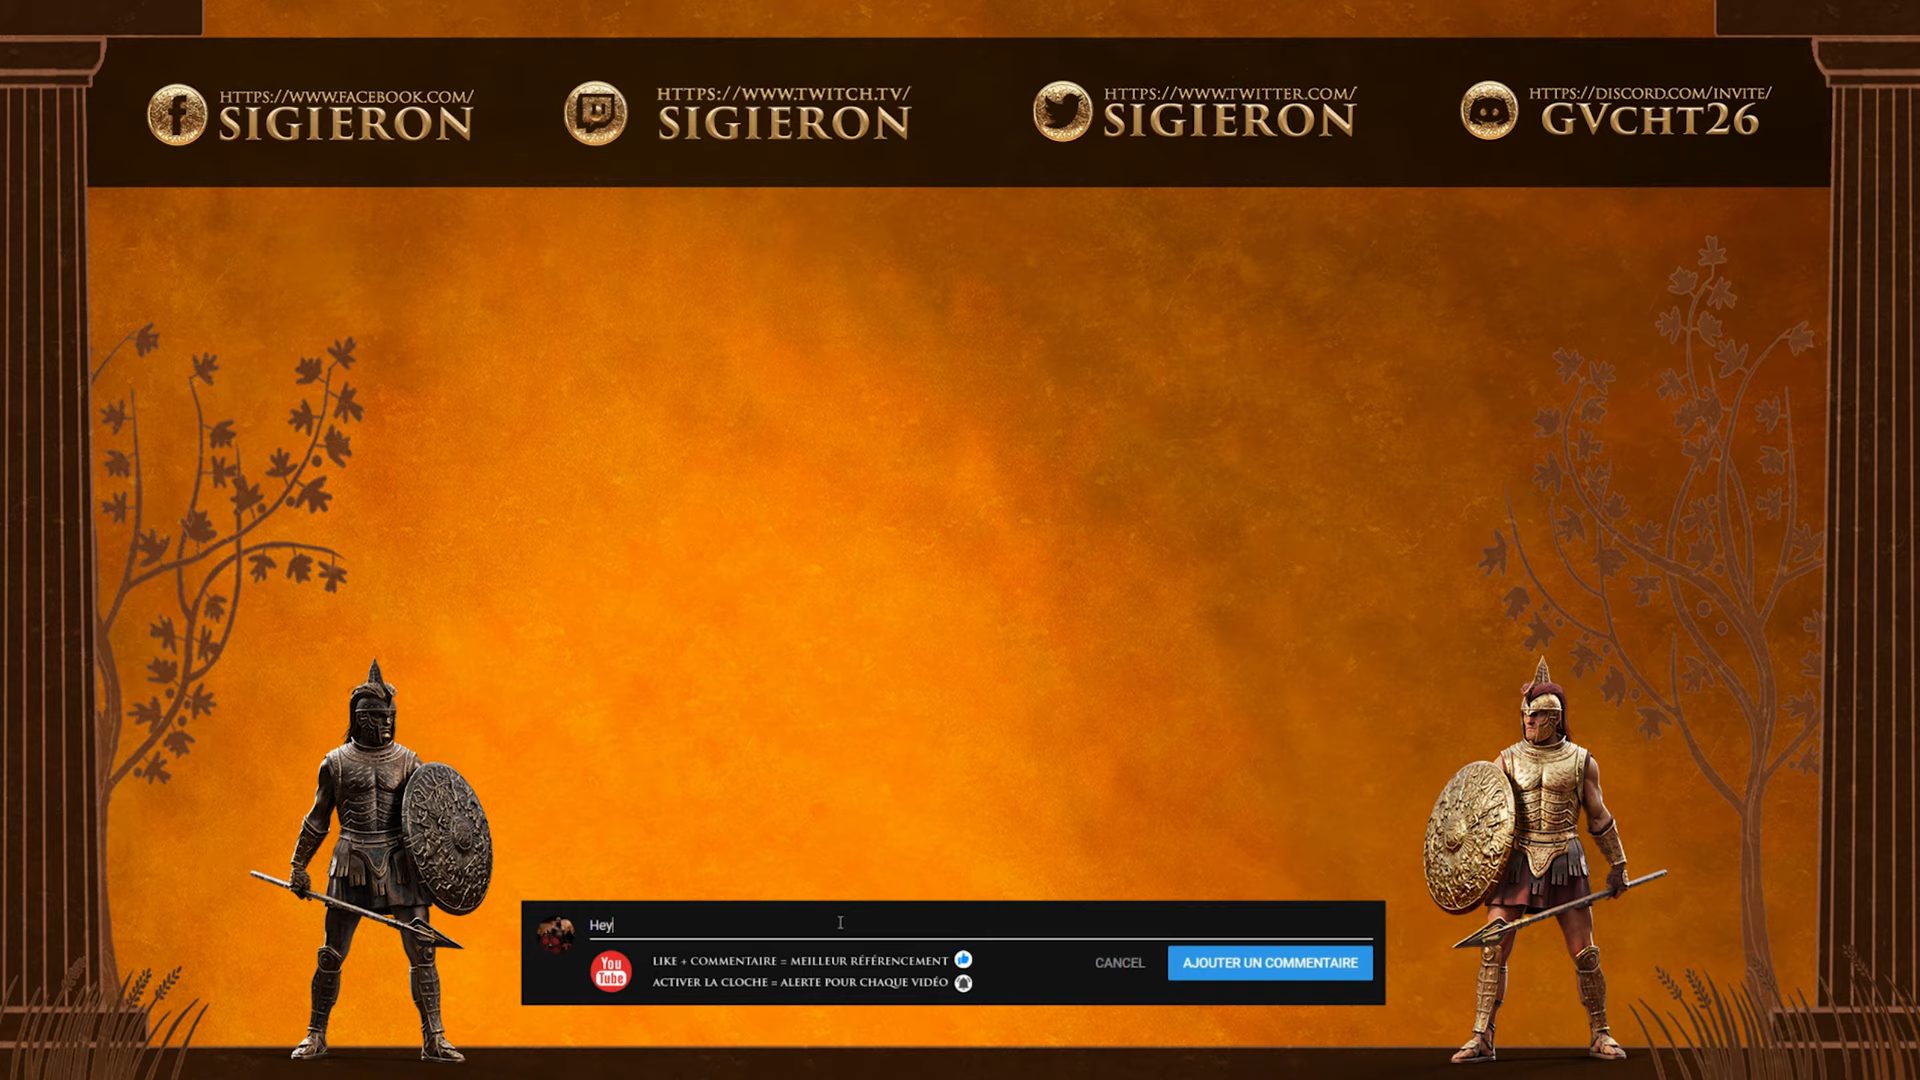 HTTPS://WWW.FACEBOOK.COM/
SIGIERON
HTTPS://WWW.TWITCH.TV/
SIGIERON
HTTPS://WWW.TWITTER.COM/
SIGIERON
HTTPS://DISCORD.COM/INVITE/
GVCHT26
Hey
You
Tube
LIKE + COMMENTAIRE = MEILLEUR RÉFÉRENCEMENT
ACTIVER LA CLOCHE = ALERTE POUR CHAQUE VIDÉO
CANCEL
AJOUTER UN COMMENTAIRE